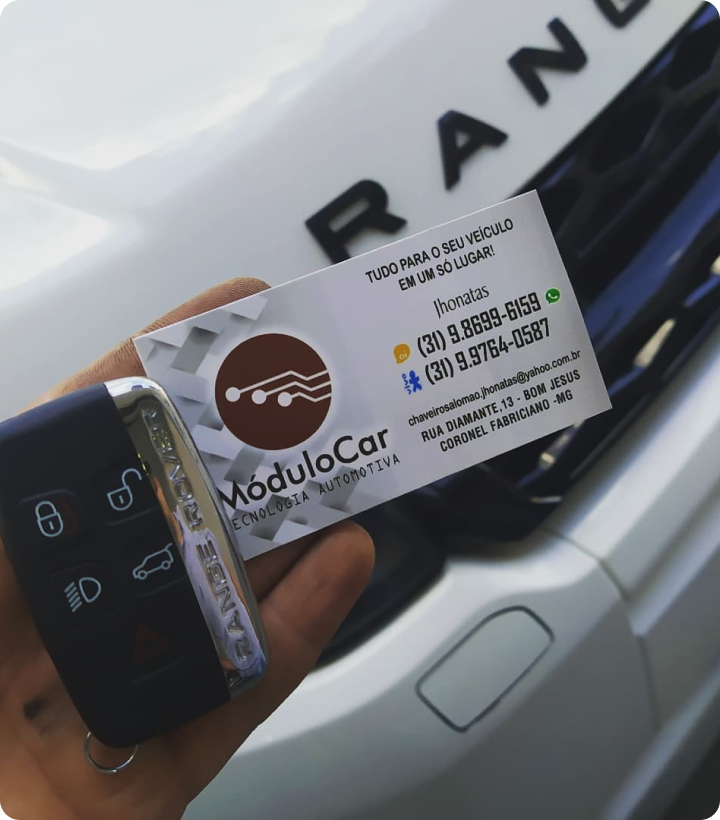 RANG
TUDO PARA O SEU VEÍCULO
EM UM SÓ LUGAR!
Jhonatas
(31) 9.8699-6159
(31) 9.9764-0587
chaveirosalomao.jhonatas@yahoo.com.br
RUA DIAMANTE,13 - BOM JESUS
CORONEL FABRICIANO -MG
MóduloCar
TECNOLOGIA AUTOMOTIVA
RANGE ROVER